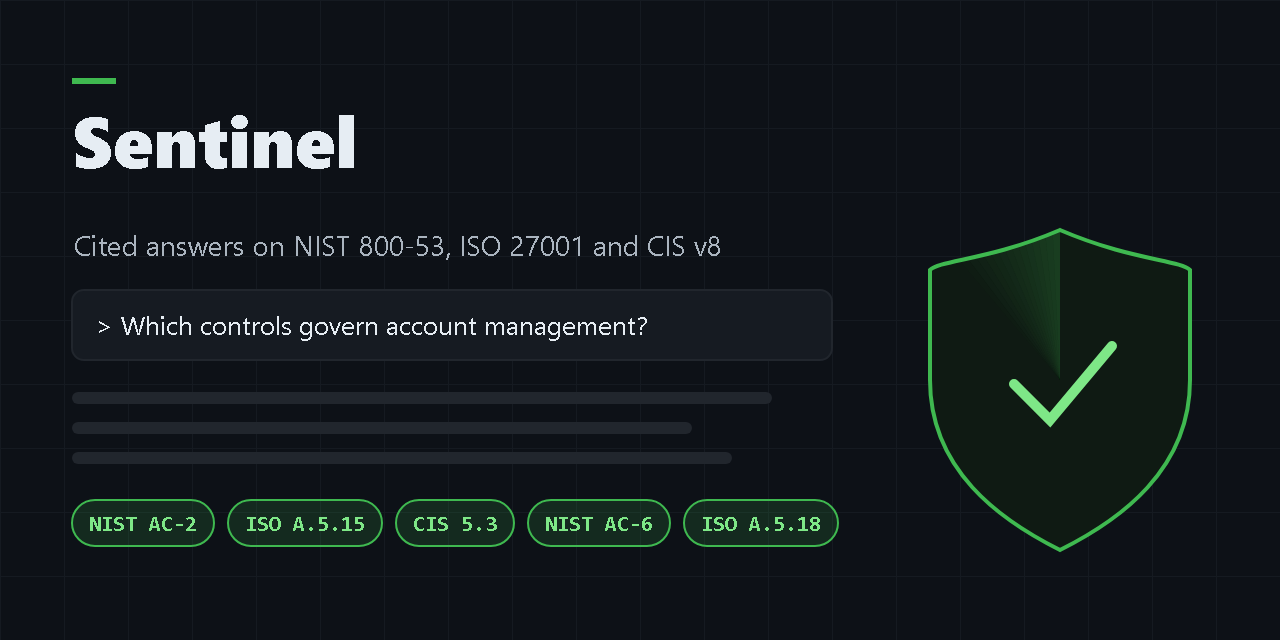 Sentinel
Cited answers on NIST 800-53, ISO 27001 and CIS v8
> Which controls govern account management?
NIST AC-2 ISO A.5.15 CIS 5.3 NIST AC-6 ISO A.5.18